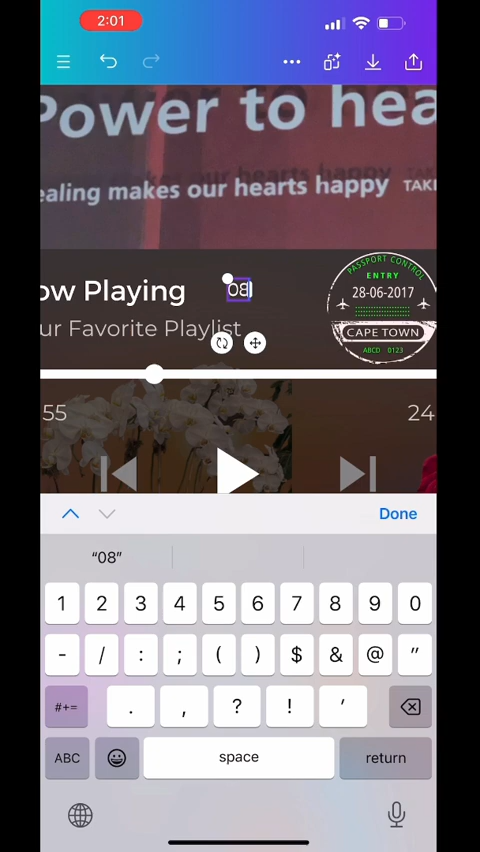 2:01
Power to hea
ealing makes our hearts happy TAKI
ow Playing
08
ur Favorite Playlist
PASSPORT CONTROL
ENTRY
28-06-2017
CAPE TOWN
ABCD 0123
55
24
Done
“08”
1 2 3 4 5 6 7 8 9 0
- / : ; ( ) $ & @ "
#+= . , ? ! ’
ABC space return